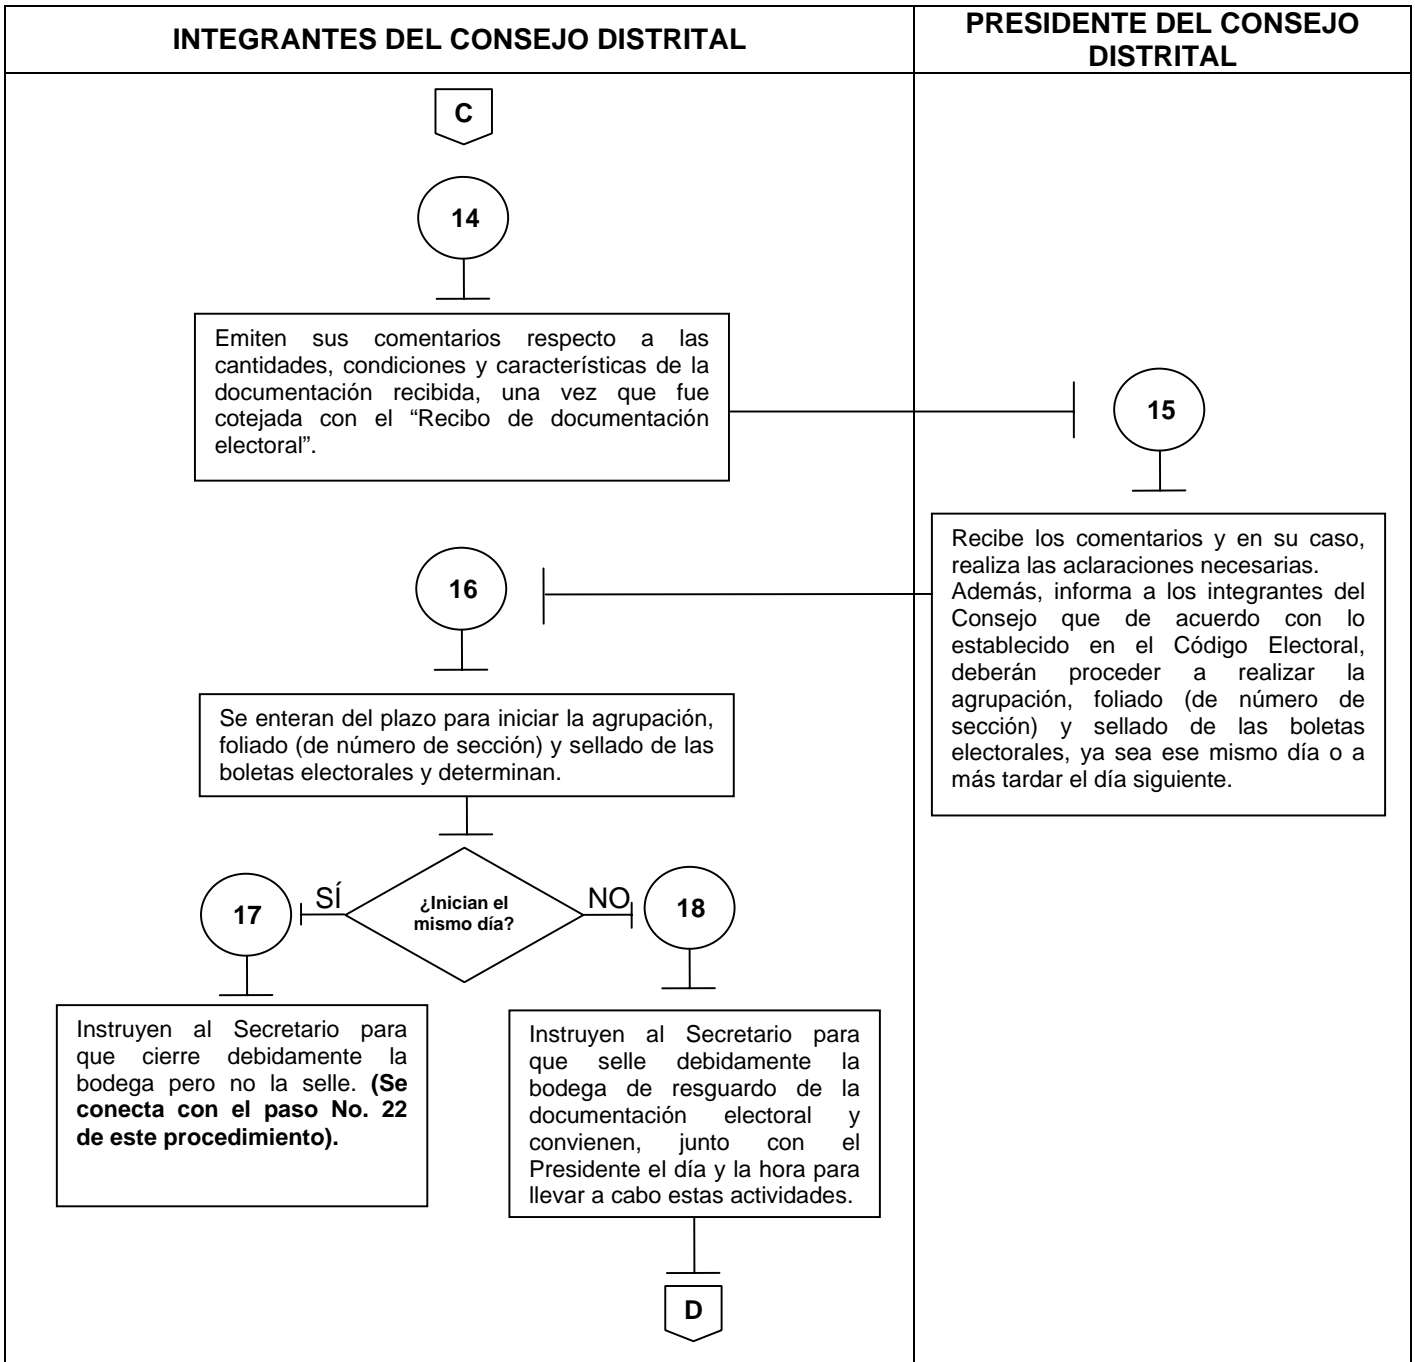 INTEGRANTES DEL CONSEJO DISTRITAL
PRESIDENTE DEL CONSEJO
DISTRITAL
C
14
Emiten sus comentarios respecto a las
cantidades, condiciones y características de la
documentación recibida, una vez que fue
cotejada con el “Recibo de documentación
electoral”.
15
Recibe los comentarios y en su caso,
realiza las aclaraciones necesarias.
Además, informa a los integrantes del
Consejo que de acuerdo con lo
establecido en el Código Electoral,
deberán proceder a realizar la
agrupación, foliado (de número de
sección) y sellado de las boletas
electorales, ya sea ese mismo día o a
más tardar el día siguiente.
16
Se enteran del plazo para iniciar la agrupación,
foliado (de número de sección) y sellado de las
boletas electorales y determinan.
¿Inician el
mismo día?
SÍ
17
Instruyen al Secretario para
que cierre debidamente la
bodega pero no la selle. (Se
conecta con el paso No. 22
de este procedimiento).
NO
18
Instruyen al Secretario para
que selle debidamente la
bodega de resguardo de la
documentación electoral y
convienen, junto con el
Presidente el día y la hora para
llevar a cabo estas actividades.
D